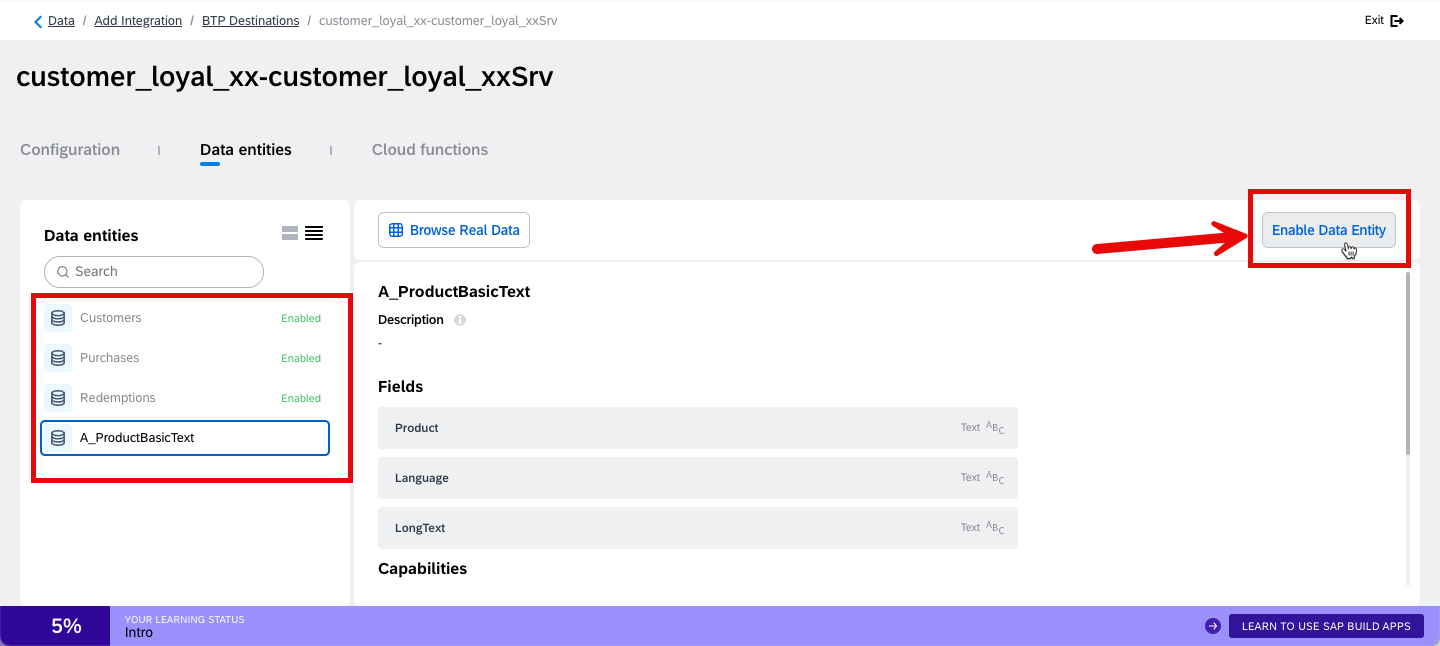 Data / Add Integration / BTP Destinations / customer_loyal_xx-customer_loyal_xxSrv
Exit
customer_loyal_xx-customer_loyal_xxSrv
Configuration | Data entities | Cloud functions
Data entities
Search
Customers Enabled
Purchases Enabled
Redemptions Enabled
A_ProductBasicText
Browse Real Data
Enable Data Entity
A_ProductBasicText
Description
-
Fields
Product Text ABC
Language Text ABC
LongText Text ABC
Capabilities
5%
YOUR LEARNING STATUS
Intro
LEARN TO USE SAP BUILD APPS